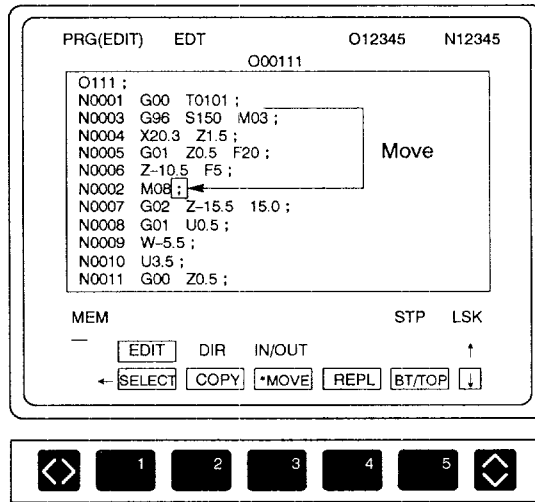 PRG(EDIT) EDT O12345 N12345
O00111
O111 ;
N0001 G00 T0101 ;
N0003 G96 S150 M03 ;
N0004 X20.3 Z1.5 ;
N0005 G01 Z0.5 F20 ;
Move
N0006 Z–10.5 F5 ;
N0002 M08 ;
N0007 G02 Z–15.5 15.0 ;
N0008 G01 U0.5 ;
N0009 W–5.5 ;
N0010 U3.5 ;
N0011 G00 Z0.5 ;
MEM STP LSK
EDIT DIR IN/OUT ↑
← SELECT COPY *MOVE REPL BT/TOP ↓
1 2 3 4 5